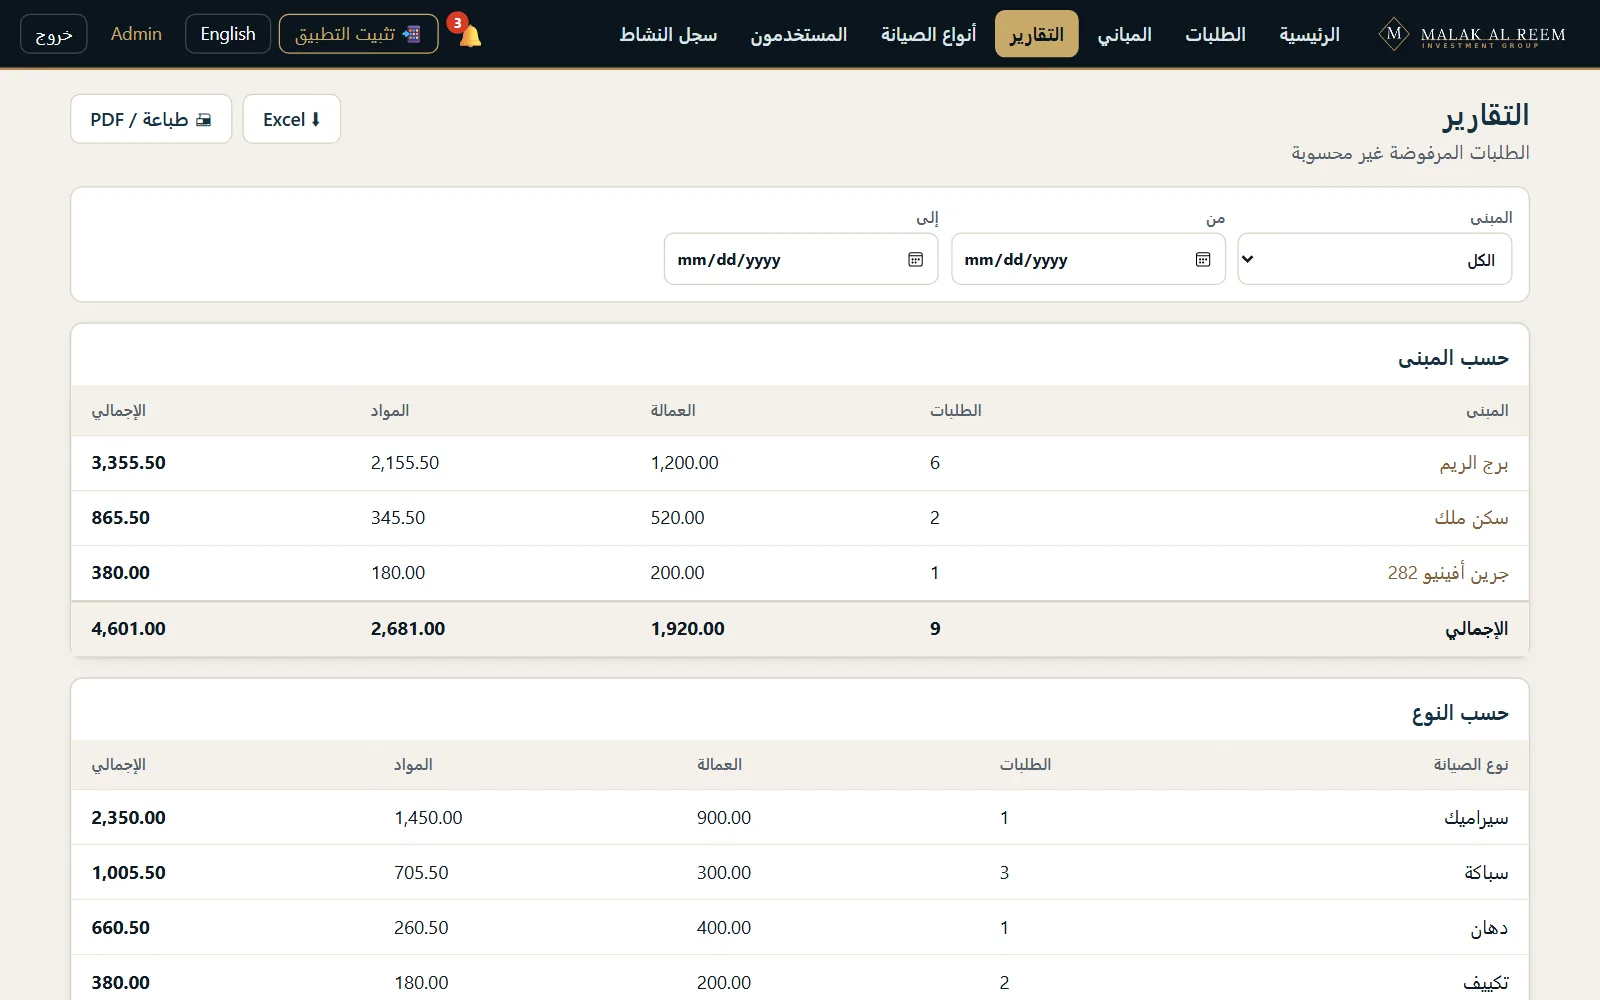 MALAK AL REEM
INVESTMENT GROUP
M
الرئيسية
الطلبات
المباني
التقارير
أنواع الصيانة
المستخدمون
سجل النشاط
3
تثبيت التطبيق
English
Admin
خروج
التقارير
الطلبات المرفوضة غير محسوبة
Excel
طباعة / PDF
المبنى
من
إلى
الكل
mm/dd/yyyy
mm/dd/yyyy
حسب المبنى
المبنى الطلبات العمالة المواد الإجمالي
برج الريم 6 1,200.00 2,155.50 3,355.50
سكن ملك 2 520.00 345.50 865.50
جرين أفينيو 282 1 200.00 180.00 380.00
الإجمالي 9 1,920.00 2,681.00 4,601.00
حسب النوع
نوع الصيانة الطلبات العمالة المواد الإجمالي
سيراميك 1 900.00 1,450.00 2,350.00
سباكة 3 300.00 705.50 1,005.50
دهان 1 400.00 260.50 660.50
تكييف 2 200.00 180.00 380.00